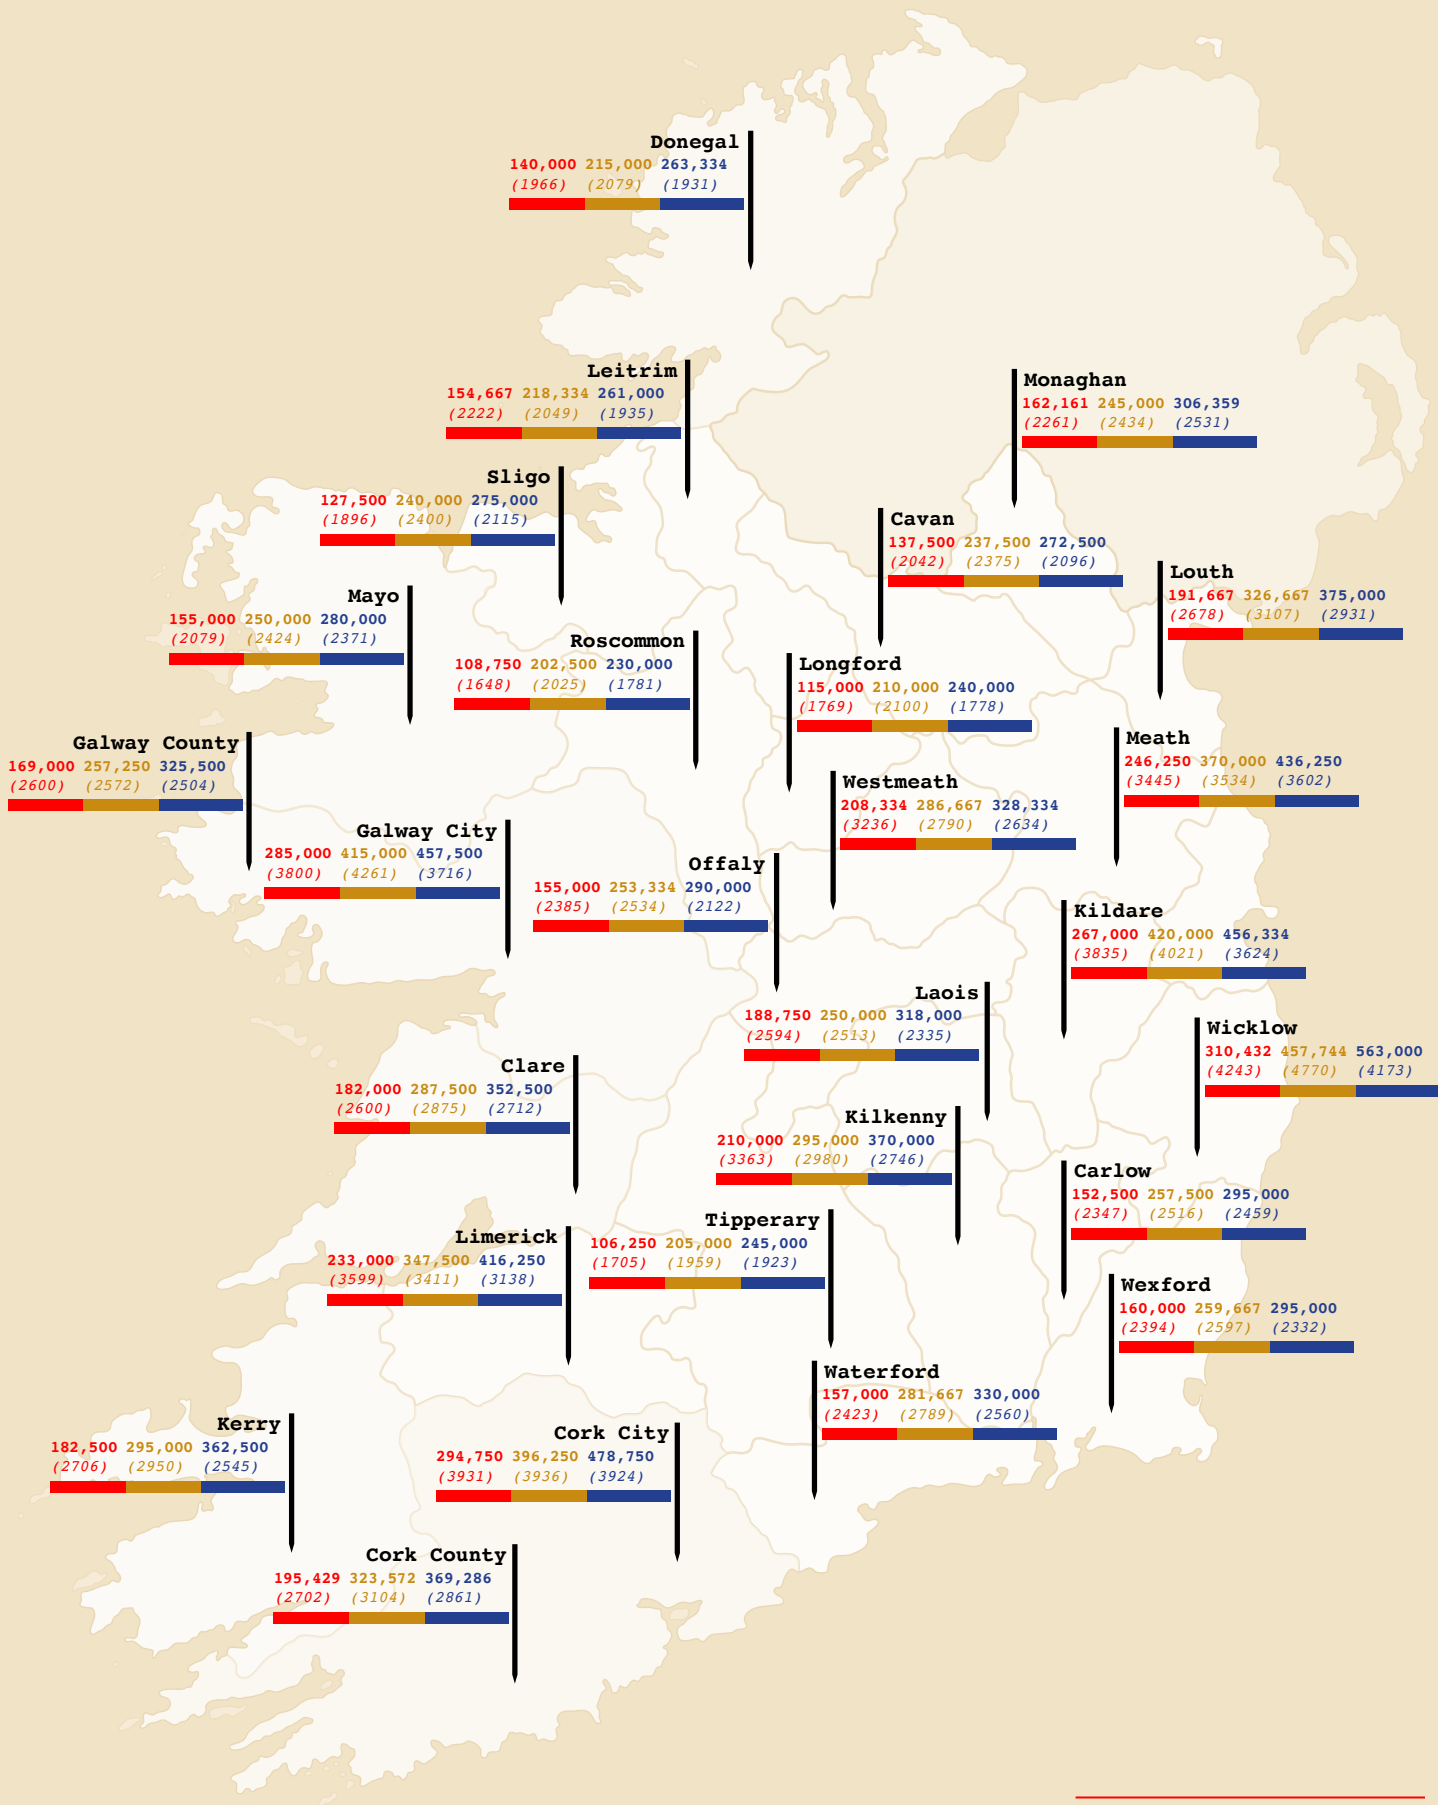 Donegal
140,000 215,000 263,334
(1966) (2079) (1931)
Leitrim
154,667 218,334 261,000
(2222) (2049) (1935)
Monaghan
162,161 245,000 306,359
(2261) (2434) (2531)
Sligo
127,500 240,000 275,000
(1896) (2400) (2115)
Cavan
137,500 237,500 272,500
(2042) (2375) (2096)
Louth
191,667 326,667 375,000
(2678) (3107) (2931)
Mayo
155,000 250,000 280,000
(2079) (2424) (2371)
Roscommon
108,750 202,500 230,000
(1648) (2025) (1781)
Longford
115,000 210,000 240,000
(1769) (2100) (1778)
Galway County
169,000 257,250 325,500
(2600) (2572) (2504)
Meath
246,250 370,000 436,250
(3445) (3534) (3602)
Westmeath
208,334 286,667 328,334
(3236) (2790) (2634)
Galway City
285,000 415,000 457,500
(3800) (4261) (3716)
Offaly
155,000 253,334 290,000
(2385) (2534) (2122)
Kildare
267,000 420,000 456,334
(3835) (4021) (3624)
Laois
188,750 250,000 318,000
(2594) (2513) (2335)
Wicklow
310,432 457,744 563,000
(4243) (4770) (4173)
Clare
182,000 287,500 352,500
(2600) (2875) (2712)
Kilkenny
210,000 295,000 370,000
(3363) (2980) (2746)
Carlow
152,500 257,500 295,000
(2347) (2516) (2459)
Tipperary
106,250 205,000 245,000
(1705) (1959) (1923)
Limerick
233,000 347,500 416,250
(3599) (3411) (3138)
Wexford
160,000 259,667 295,000
(2394) (2597) (2332)
Waterford
157,000 281,667 330,000
(2423) (2789) (2560)
Kerry
182,500 295,000 362,500
(2706) (2950) (2545)
Cork City
294,750 396,250 478,750
(3931) (3936) (3924)
Cork County
195,429 323,572 369,286
(2702) (3104) (2861)